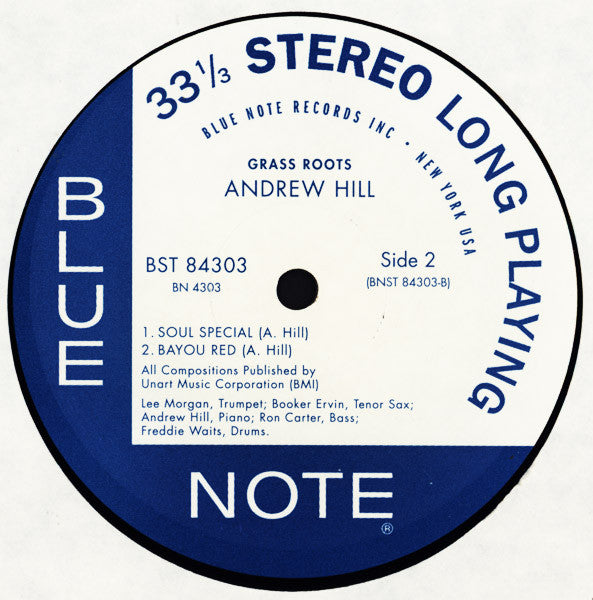 33 1/3 STEREO LONG PLAYING
BLUE NOTE RECORDS INC • NEW YORK USA
GRASS ROOTS
ANDREW HILL
BST 84303
BN 4303
Side 2
(BNST 84303-B)
1. SOUL SPECIAL (A. Hill)
2. BAYOU RED (A. Hill)
All Compositions Published by
Unart Music Corporation (BMI)
Lee Morgan, Trumpet; Booker Ervin, Tenor Sax;
Andrew Hill, Piano; Ron Carter, Bass;
Freddie Waits, Drums.
BLUE
NOTE®